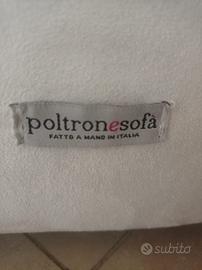 poltronesofà
FATTO A MANO IN ITALIA
subito